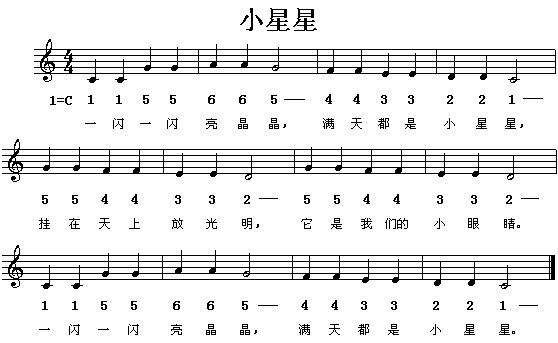 小星星
4
4
1=C 1 1 5 5 6 6 5 — 4 4 3 3 2 2 1 —
一 闪 一 闪 亮 晶 晶, 满 天 都 是 小 星 星,
5 5 4 4 3 3 2 — 5 5 4 4 3 3 2 —
挂 在 天 上 放 光 明, 它 是 我 们的 小 眼 睛。
1 1 5 5 6 6 5 — 4 4 3 3 2 2 1 —
一 闪 一 闪 亮 晶 晶, 满 天 都 是 小 星 星。